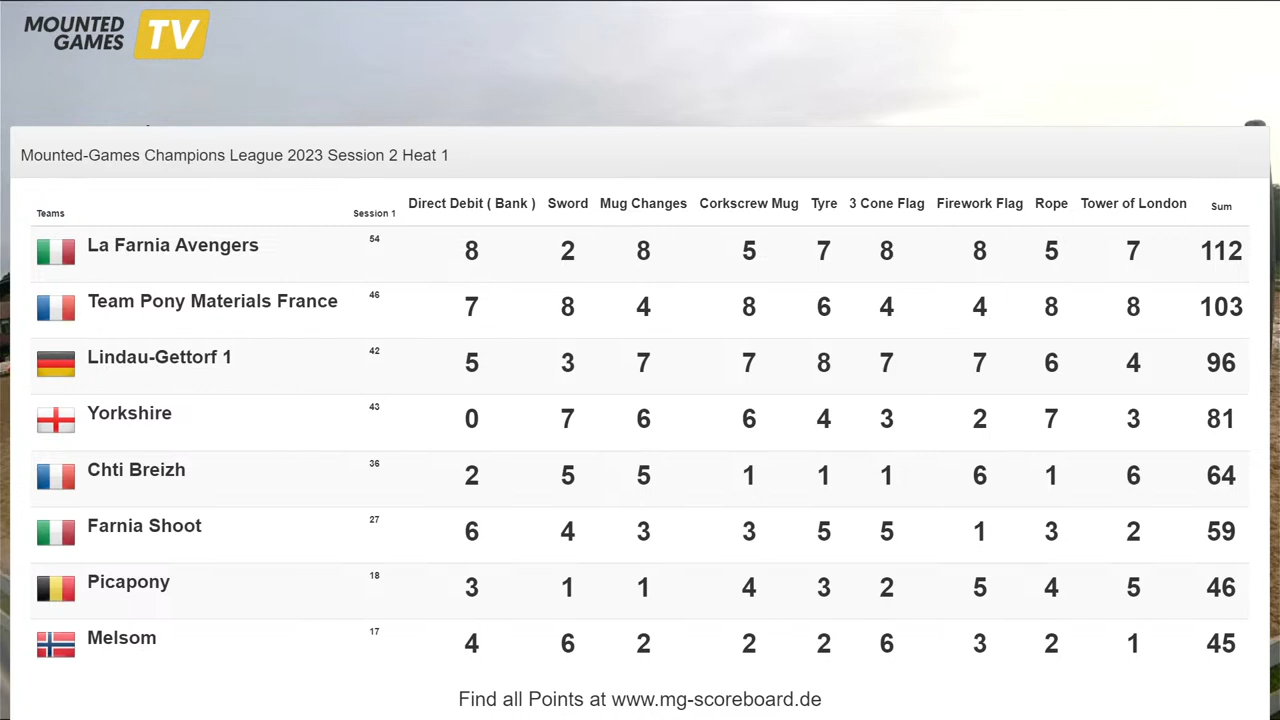 MOUNTED
GAMES TV
Mounted-Games Champions League 2023 Session 2 Heat 1
Teams Session 1 Direct Debit ( Bank ) Sword Mug Changes Corkscrew Mug Tyre 3 Cone Flag Firework Flag Rope Tower of London Sum
La Farnia Avengers 54 8 2 8 5 7 8 8 5 7 112
Team Pony Materials France 46 7 8 4 8 6 4 4 8 8 103
Lindau-Gettorf 1 42 5 3 7 7 8 7 7 6 4 96
Yorkshire 43 0 7 6 6 4 3 2 7 3 81
Chti Breizh 36 2 5 5 1 1 1 6 1 6 64
Farnia Shoot 27 6 4 3 3 5 5 1 3 2 59
Picapony 18 3 1 1 4 3 2 5 4 5 46
Melsom 17 4 6 2 2 2 6 3 2 1 45
Find all Points at www.mg-scoreboard.de